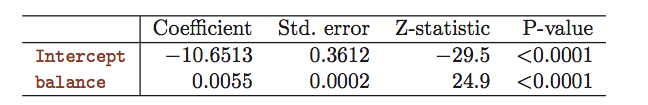 Coefficient Std. error Z-statistic P-value
Intercept −10.6513 0.3612 −29.5 <0.0001
balance 0.0055 0.0002 24.9 <0.0001